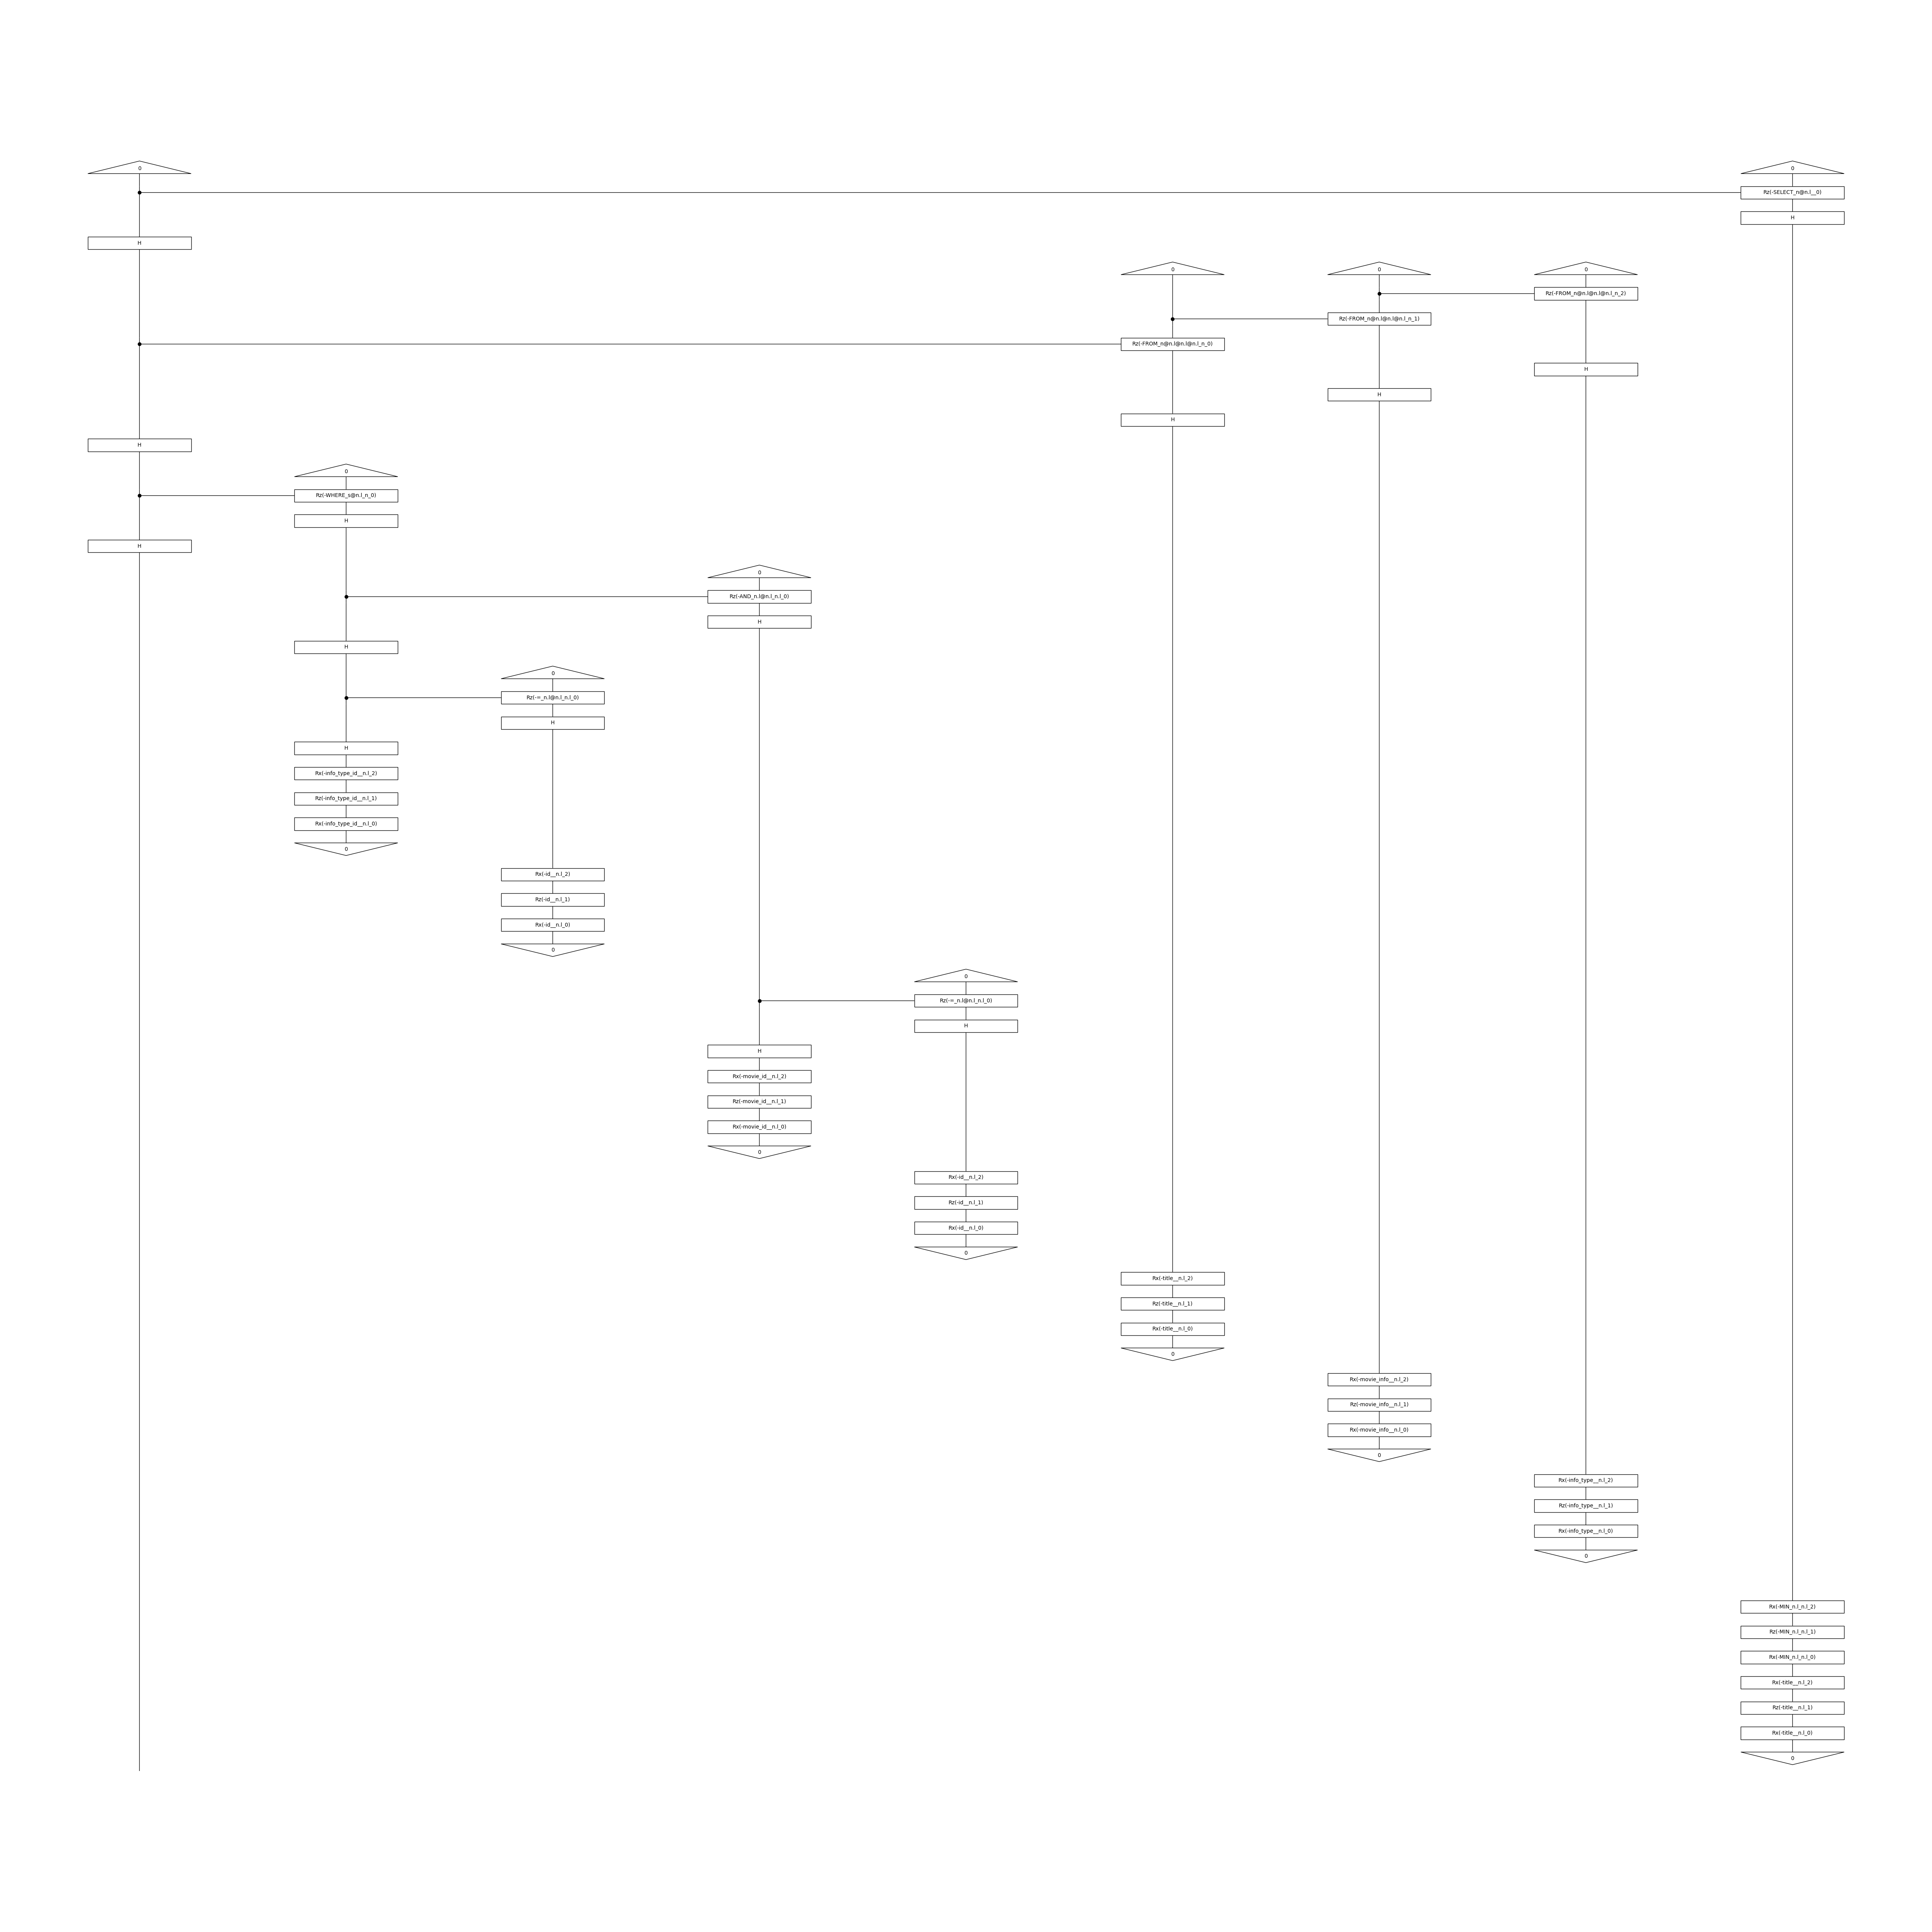 0 0
Rz(-SELECT_n@n.l__0)
H
H
0 0 0
Rz(-FROM_n@n.l@n.l@n.l_n_2)
Rz(-FROM_n@n.l@n.l@n.l_n_1)
Rz(-FROM_n@n.l@n.l@n.l_n_0)
H
H
H
H
0
Rz(-WHERE_s@n.l_n_0)
H
H
0
Rz(-AND_n.l@n.l_n.l_0)
H
H
0
Rz(-=_n.l@n.l_n.l_0)
H
H
Rx(-info_type_id__n.l_2)
Rz(-info_type_id__n.l_1)
Rx(-info_type_id__n.l_0)
0
Rx(-id__n.l_2)
Rz(-id__n.l_1)
Rx(-id__n.l_0)
0
0
Rz(-=_n.l@n.l_n.l_0)
H
H
Rx(-movie_id__n.l_2)
Rz(-movie_id__n.l_1)
Rx(-movie_id__n.l_0)
0
Rx(-id__n.l_2)
Rz(-id__n.l_1)
Rx(-id__n.l_0)
0
Rx(-title__n.l_2)
Rz(-title__n.l_1)
Rx(-title__n.l_0)
0
Rx(-movie_info__n.l_2)
Rz(-movie_info__n.l_1)
Rx(-movie_info__n.l_0)
0
Rx(-info_type__n.l_2)
Rz(-info_type__n.l_1)
Rx(-info_type__n.l_0)
0
Rx(-MIN_n.l_n.l_2)
Rz(-MIN_n.l_n.l_1)
Rx(-MIN_n.l_n.l_0)
Rx(-title__n.l_2)
Rz(-title__n.l_1)
Rx(-title__n.l_0)
0